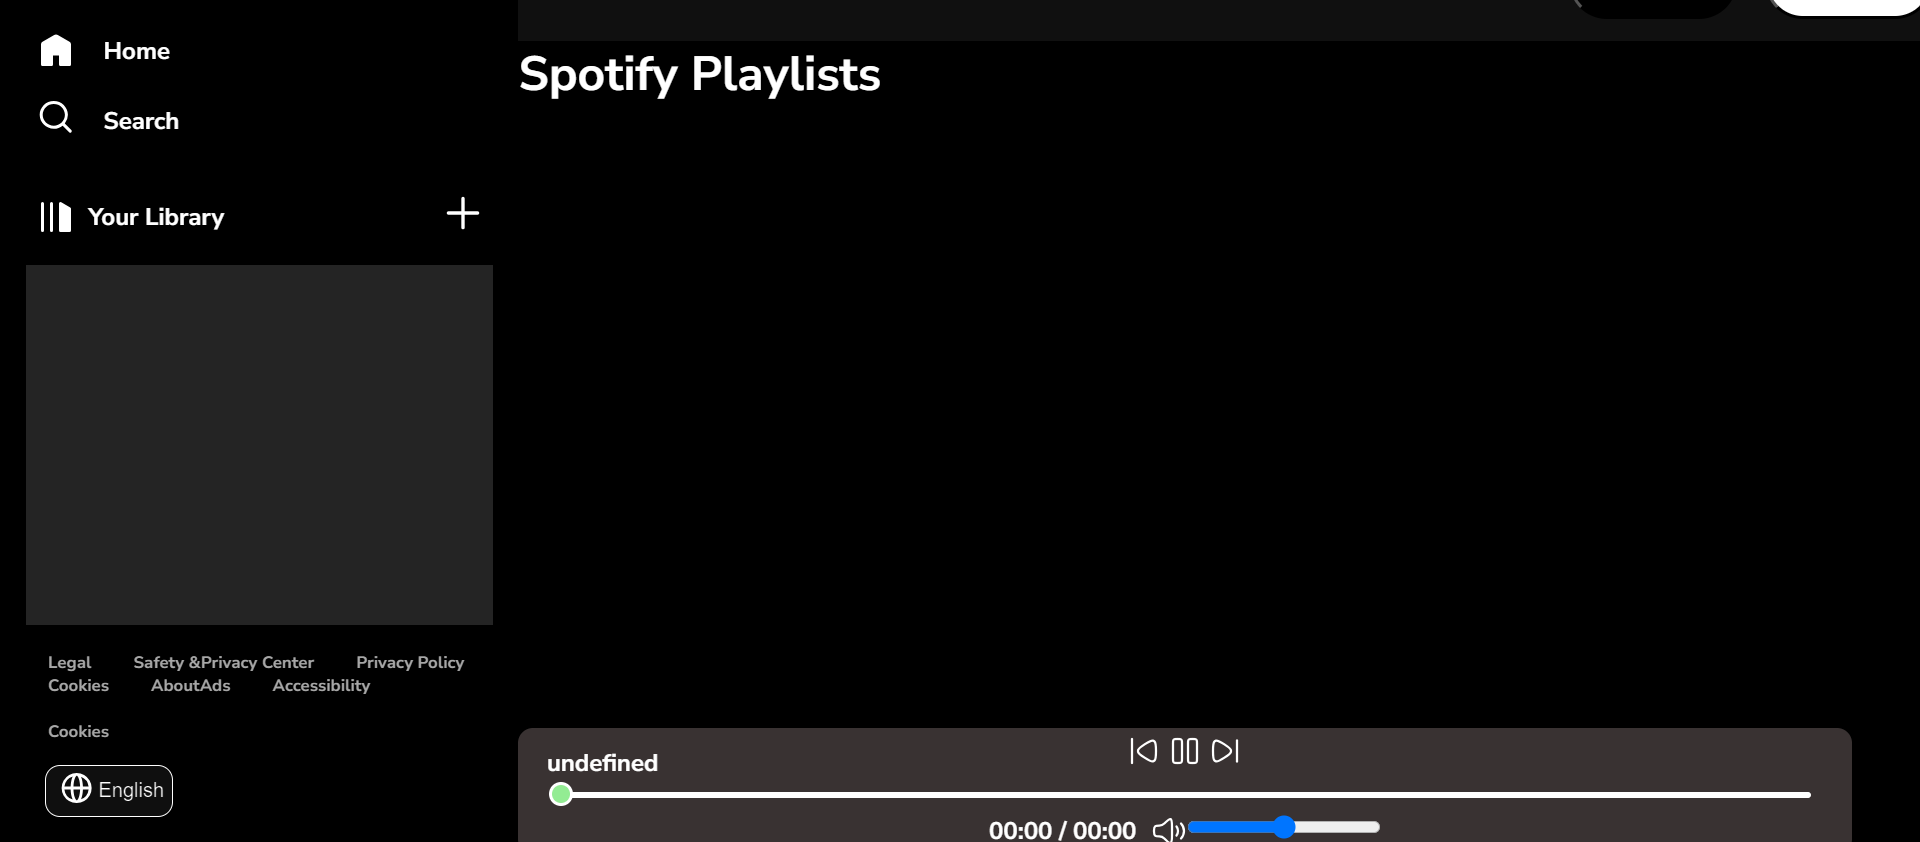 Home
Spotify Playlists
Search
Your Library
Legal Safety &Privacy Center Privacy Policy
Cookies AboutAds Accessibility
Cookies
English
undefined
00:00 / 00:00